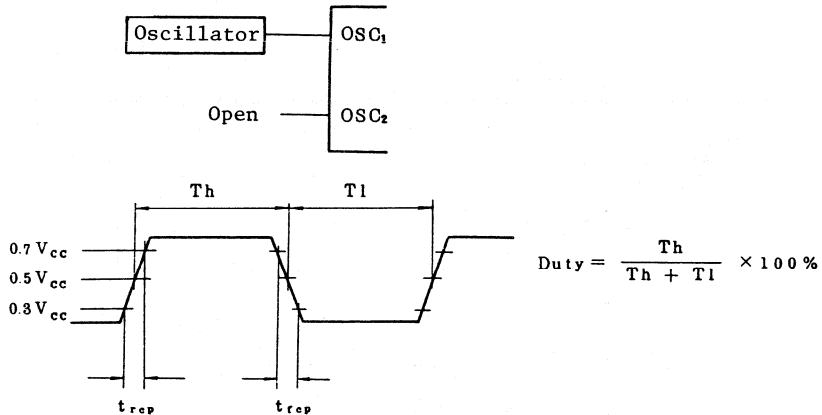 Oscillator OSC₁
Open OSC₂
Th Tl
0.7 Vcc
0.5 Vcc
0.3 Vcc
Duty = Th / (Th + Tl) × 100%
trcp tfcp